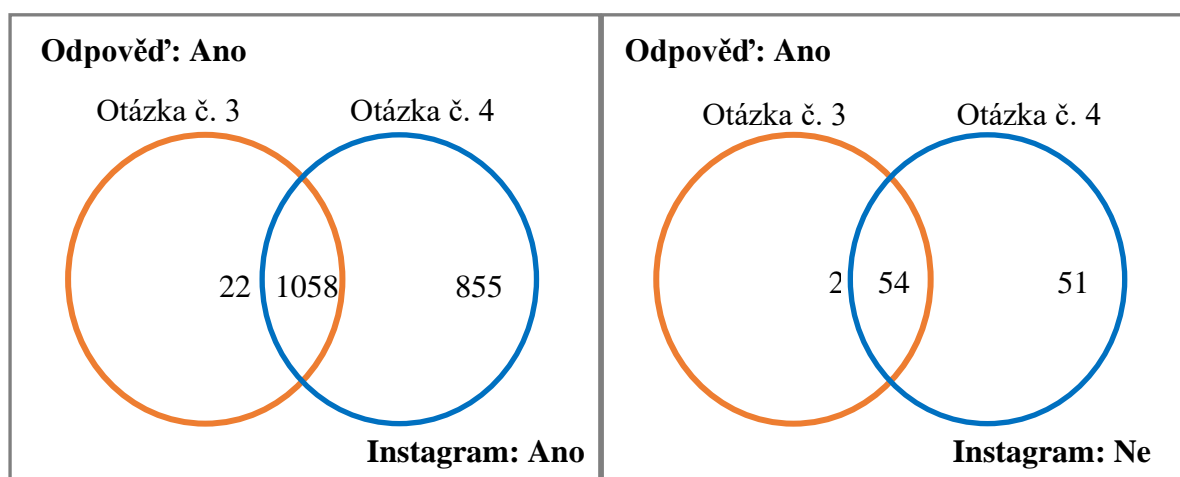 Odpověď: Ano
Otázka č. 3 Otázka č. 4
22 1058 855
Instagram: Ano
Odpověď: Ano
Otázka č. 3 Otázka č. 4
2 54 51
Instagram: Ne